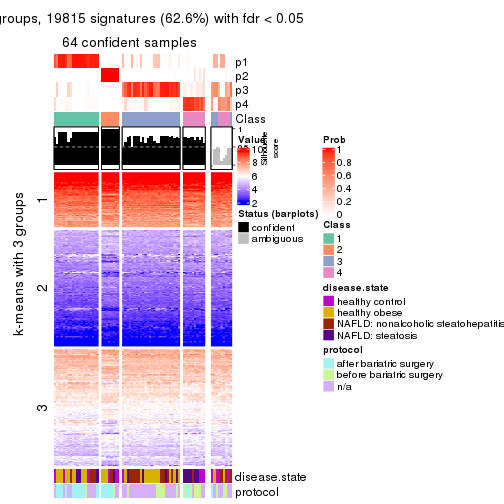 groups, 19815 signatures (62.6%) with fdr < 0.05
64 confident samples
p1
p2
p3
p4
Class
1
Silhouette
score
Value
10
8
6
4
2
Status (barplots)
confident
ambiguous
Prob
1
0.8
0.6
0.4
0.2
0
Class
1
2
3
4
disease.state
healthy control
healthy obese
NAFLD: nonalcoholic steatohepatitis
NAFLD: steatosis
protocol
after bariatric surgery
before bariatric surgery
n/a
k-means with 3 groups
1
2
3
disease.state
protocol